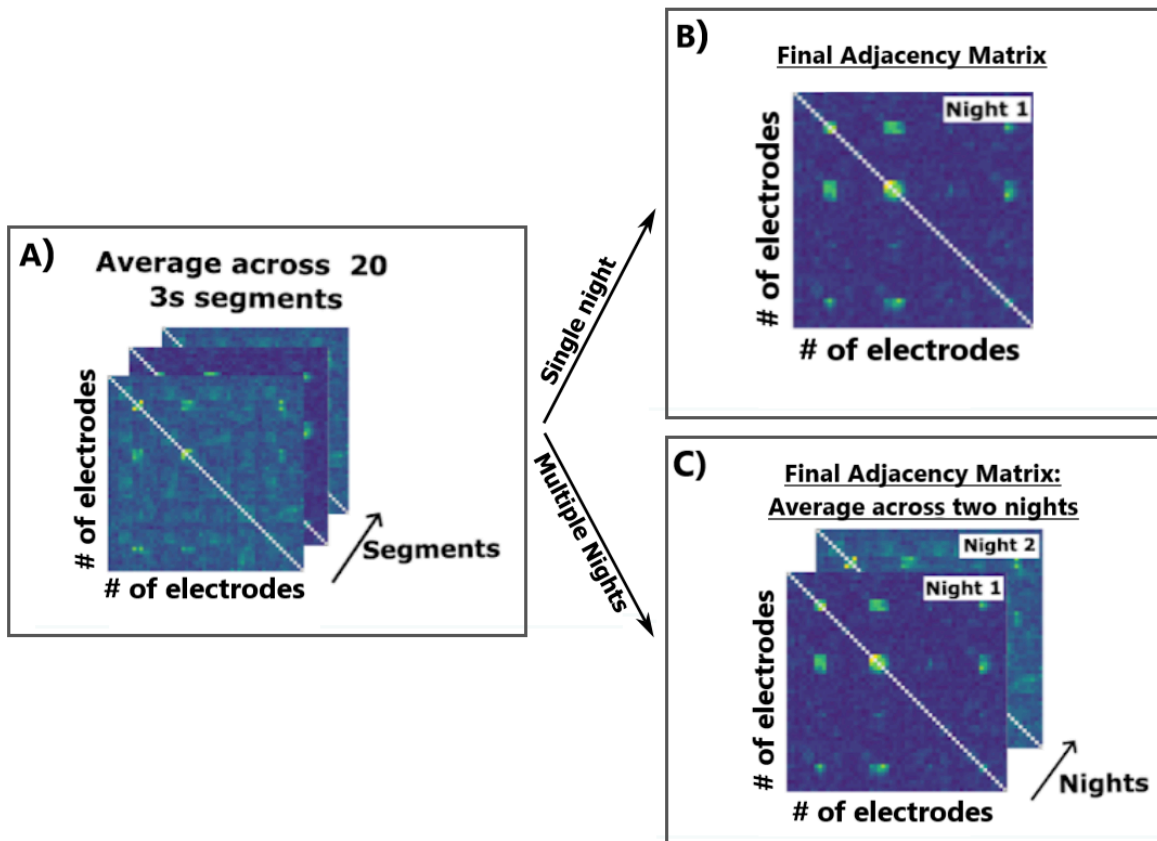 A)
Average across 20
3s segments
# of electrodes
# of electrodes
Segments
Single night
Multiple Nights
B)
Final Adjacency Matrix
Night 1
# of electrodes
# of electrodes
C)
Final Adjacency Matrix:
Average across two nights
Night 2
Night 1
# of electrodes
# of electrodes
Nights